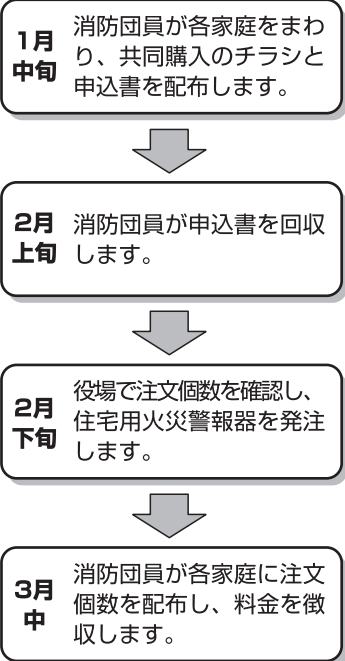 1月
中旬
消防団員が各家庭をまわ
り、共同購入のチラシと
申込書を配布します。
2月
上旬
消防団員が申込書を回収
します。
2月
下旬
役場で注文個数を確認し、
住宅用火災警報器を発注
します。
3月
中
消防団員が各家庭に注文
個数を配布し、料金を徴
収します。